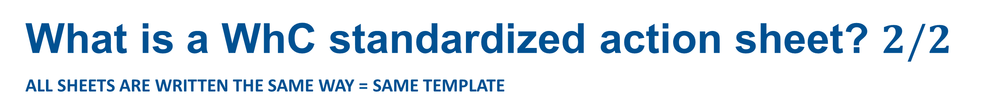 What is a WhC standardized action sheet? 2/2
ALL SHEETS ARE WRITTEN THE SAME WAY = SAME TEMPLATE